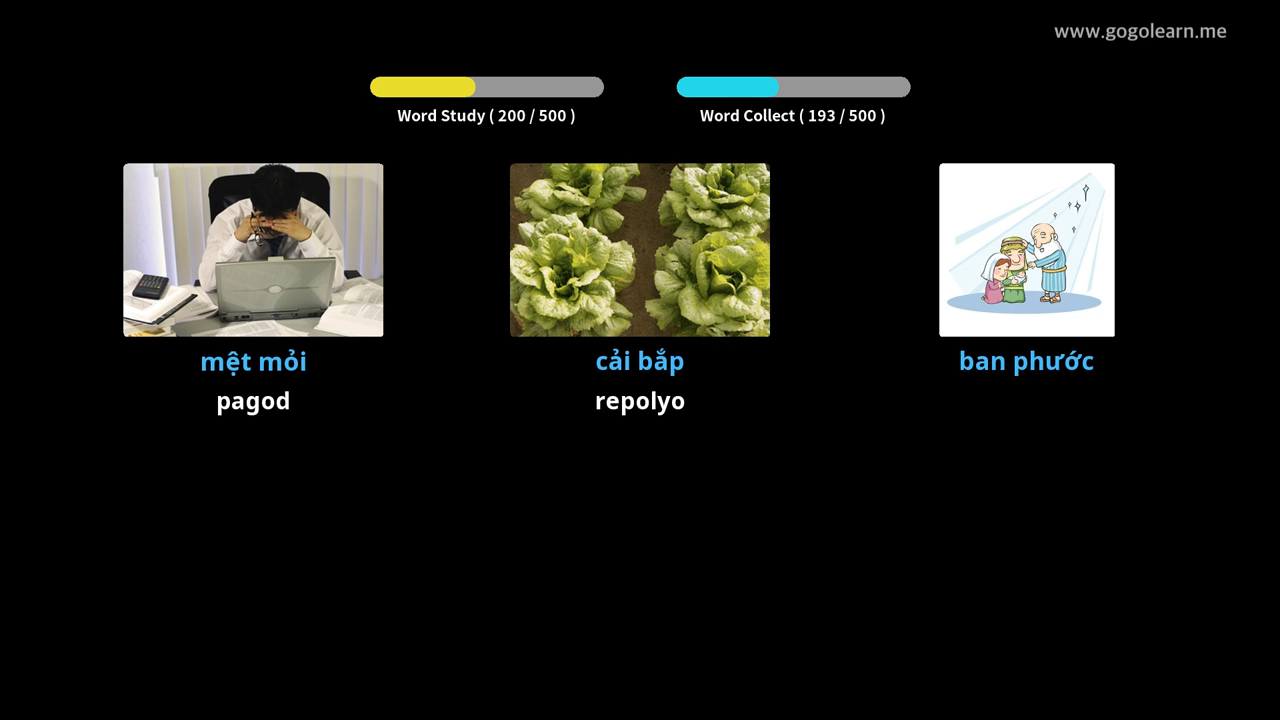 www.gogolearn.me
Word Study ( 200 / 500 )
Word Collect ( 193 / 500 )
mệt mỏi
pagod
cải bắp
repolyo
ban phước